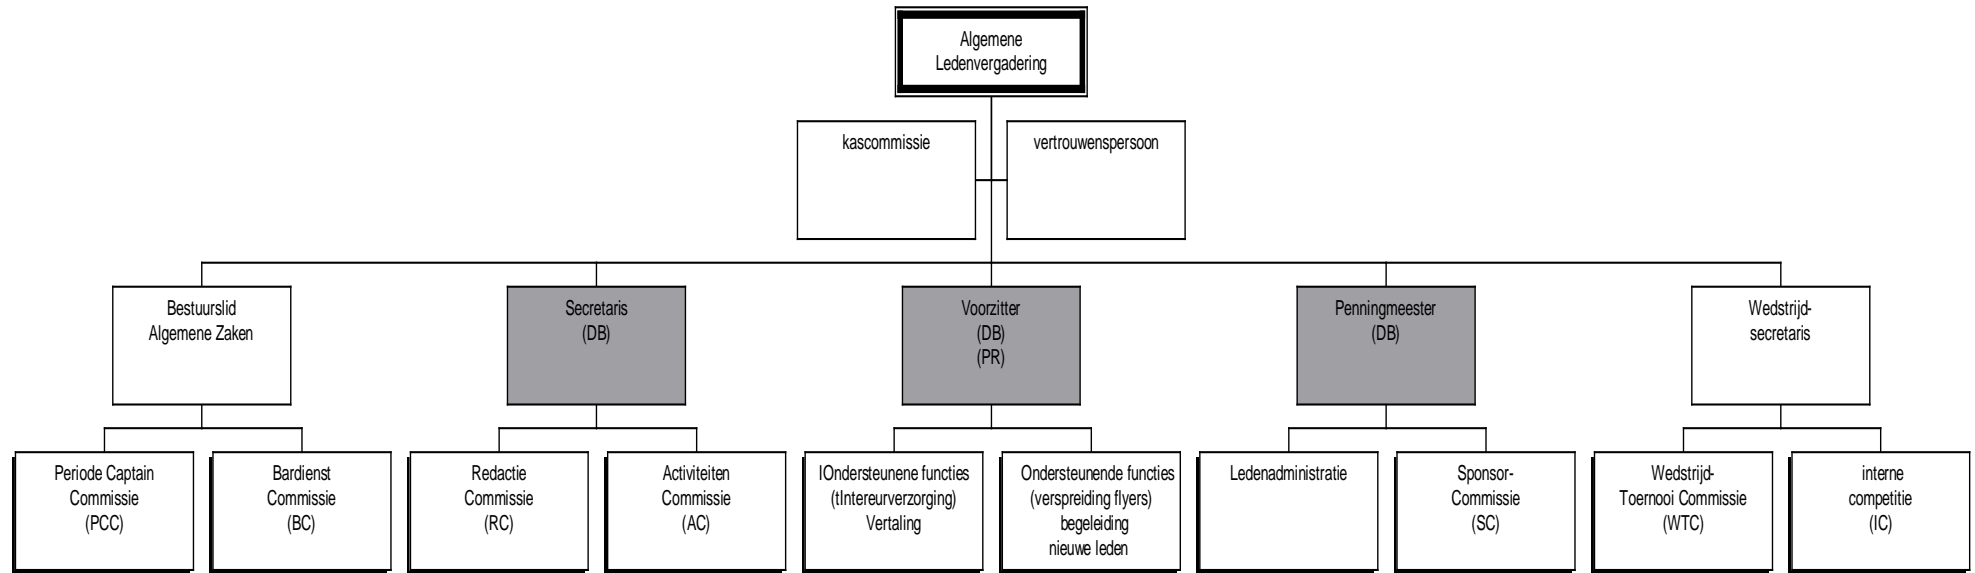 Algemene
Ledenvergadering
kascommissie
vertrouwenspersoon
Bestuurslid
Algemene Zaken
Secretaris
(DB)
Voorzitter
(DB)
(PR)
Penningmeester
(DB)
Wedstrijd-
secretaris
Periode Captain
Commissie
(PCC)
Bardienst
Commissie
(BC)
Redactie
Commissie
(RC)
Activiteiten
Commissie
(AC)
IOndersteunene functies
(tIntereurverzorging)
Vertaling
Ondersteunende functies
(verspreiding flyers)
begeleiding
nieuwe leden
Ledenadministratie
Sponsor-
Commissie
(SC)
Wedstrijd-
Toernooi Commissie
(WTC)
interne
competitie
(IC)